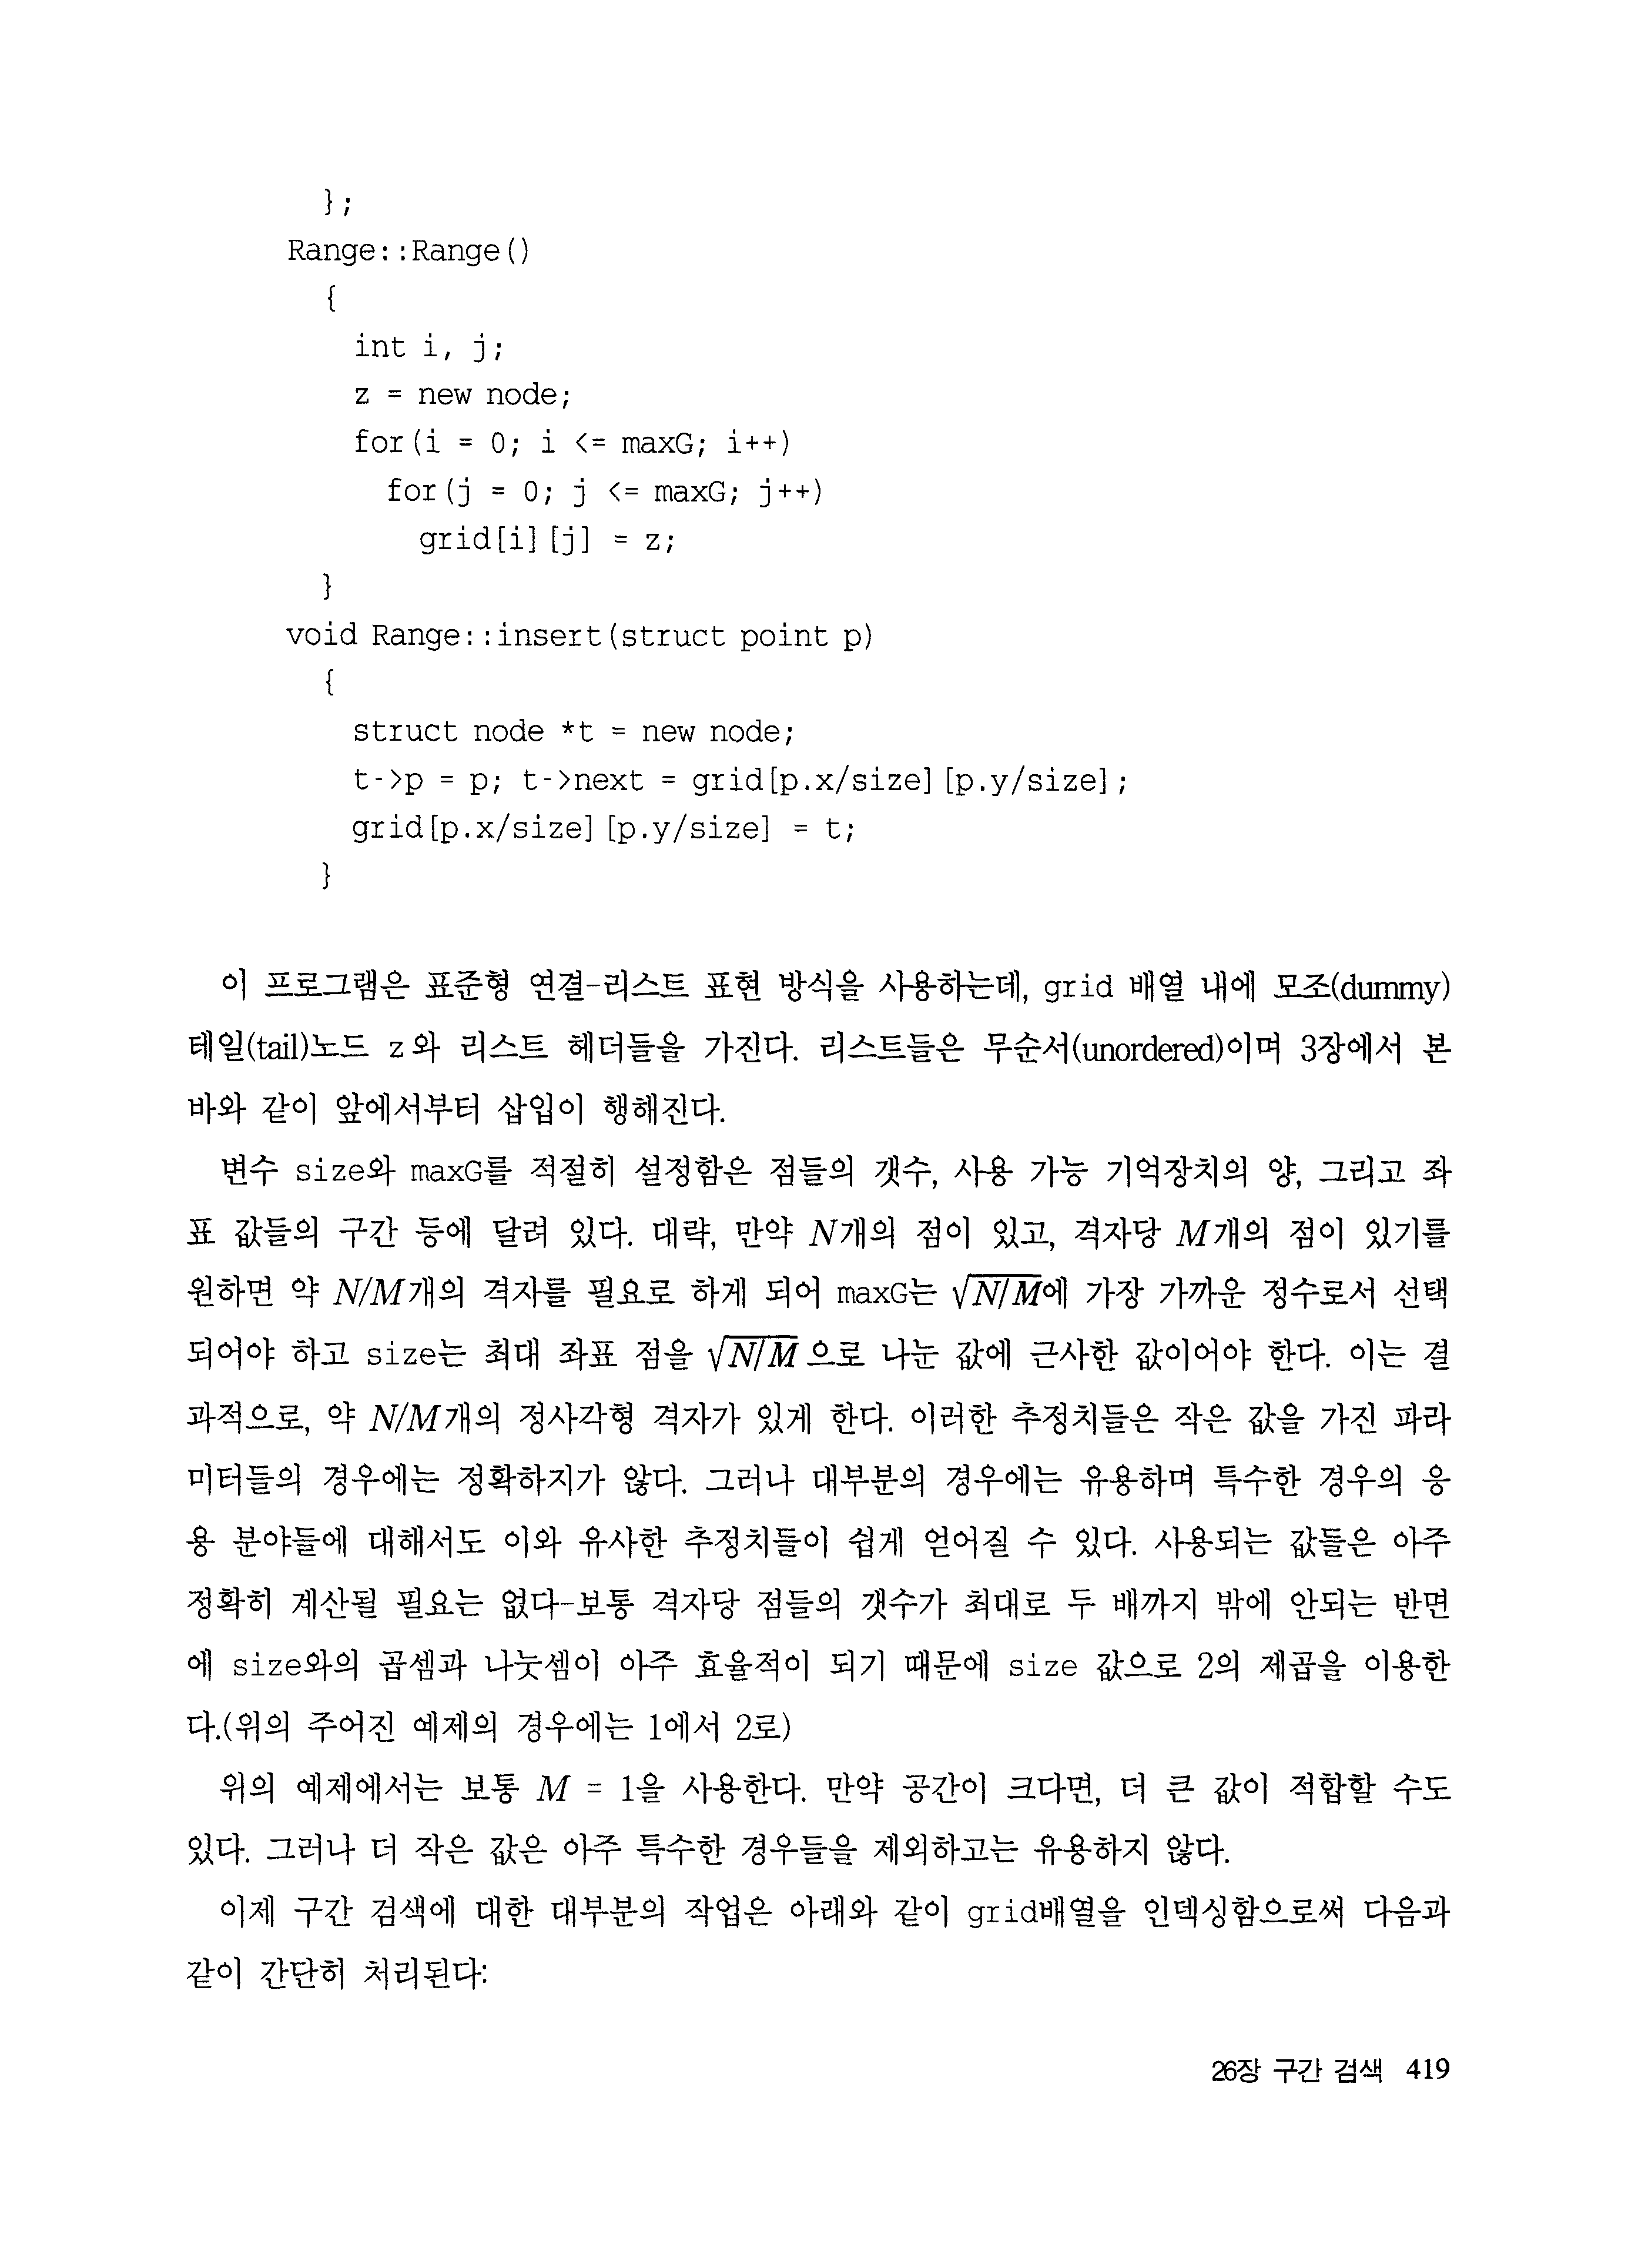 };
Range::Range()
{
int i, j;
z = new node;
for(i = 0; i <= maxG; i++)
for(j = 0; j <= maxG; j++)
grid[i][j] = z;
}
void Range::insert(struct point p)
{
struct node *t = new node;
t->p = p; t->next = grid[p.x/size][p.y/size];
grid[p.x/size][p.y/size] = t;
}
이 프로그램은 표준형 연결-리스트 표현 방식을 사용하는데, grid 배열 내에 모조(dummy)
테일(tail)노드 z와 리스트 헤더들을 가진다. 리스트들은 무순서(unordered)이며 3장에서 본
바와 같이 앞에서부터 삽입이 행해진다.
변수 size와 maxG를 적절히 설정함은 점들의 갯수, 사용 가능 기억장치의 양, 그리고 좌
표 값들의 구간 등에 달려 있다. 대략, 만약 N개의 점이 있고, 격자당 M개의 점이 있기를
원하면 약 N/M개의 격자를 필요로 하게 되어 maxG는 √N/M에 가장 가까운 정수로서 선택
되어야 하고 size는 최대 좌표 점을 √N/M으로 나눈 값에 근사한 값이어야 한다. 이는 결
과적으로, 약 N/M개의 정사각형 격자가 있게 한다. 이러한 추정치들은 작은 값을 가진 파라
미터들의 경우에는 정확하지가 않다. 그러나 대부분의 경우에는 유용하며 특수한 경우의 응
용 분야들에 대해서도 이와 유사한 추정치들이 쉽게 얻어질 수 있다. 사용되는 값들은 아주
정확히 계산될 필요는 없다-보통 격자당 점들의 갯수가 최대로 두 배까지 밖에 안되는 반면
에 size와의 곱셈과 나눗셈이 아주 효율적이 되기 때문에 size 값으로 2의 제곱을 이용한
다.(위의 주어진 예제의 경우에는 1에서 2로)
위의 예제에서는 보통 M = 1을 사용한다. 만약 공간이 크다면, 더 큰 값이 적합할 수도
있다. 그러나 더 작은 값은 아주 특수한 경우들을 제외하고는 유용하지 않다.
이제 구간 검색에 대한 대부분의 작업은 아래와 같이 grid배열을 인덱싱함으로써 다음과
같이 간단히 처리된다:
26장 구간 검색 419